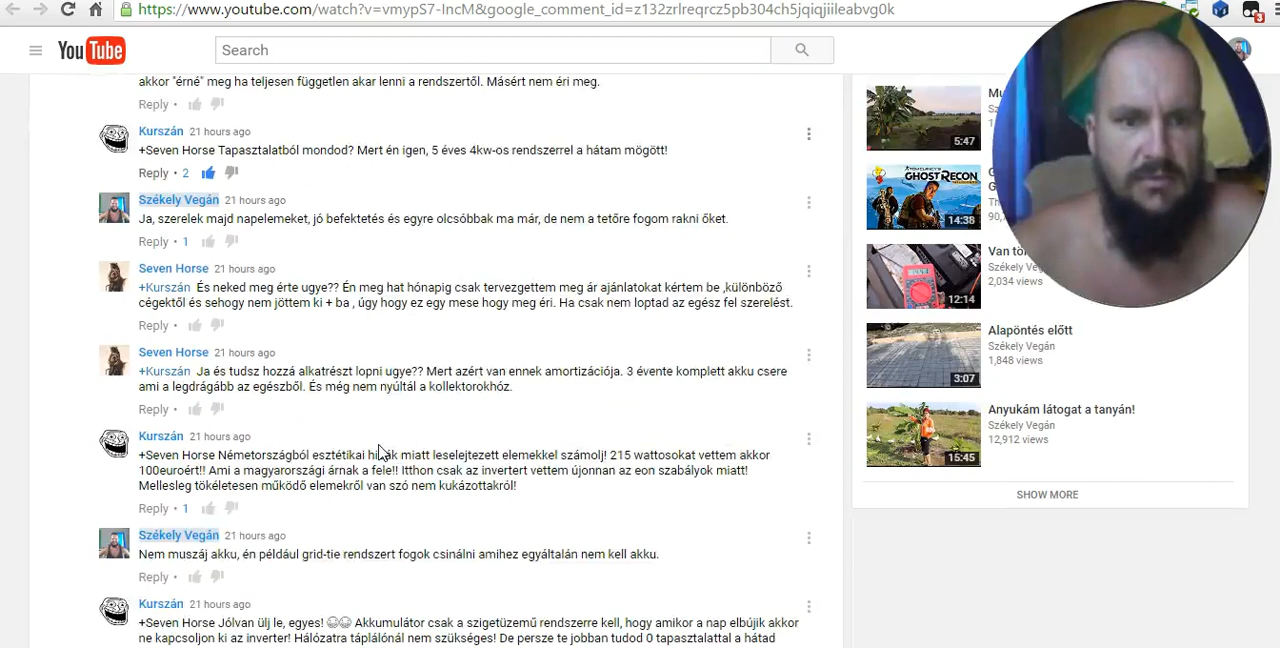 https://www.youtube.com/watch?v=vmypS7-IncM&google_comment_id=z132zrlreqrcz5pb304ch5jqiqjiileabvg0k
3
YouTube
Search
akkor "érné" meg ha teljesen független akar lenni a rendszertől. Másért nem éri meg.
Reply
Kurszán 21 hours ago
+Seven Horse Tapasztalatból mondod? Mert én igen, 5 éves 4kw-os rendszerrel a hátam mögött!
Reply • 2
Székely Vegán 21 hours ago
Ja, szerelek majd napelemeket, jó befektetés és egyre olcsóbbak ma már, de nem a tetőre fogom rakni őket.
Reply • 1
Seven Horse 21 hours ago
+Kurszán És neked meg érte ugye?? Én meg hat hónapig csak tervezgettem meg ár ajánlatokat kértem be ,különböző
cégektől és sehogy nem jöttem ki + ba , úgy hogy ez egy mese hogy meg éri. Ha csak nem loptad az egész fel szerelést.
Reply •
Seven Horse 21 hours ago
+Kurszán Ja és tudsz hozzá alkatrészt lopni ugye?? Mert azért van ennek amortizációja. 3 évente komplett akku csere
ami a legdrágább az egészből. És még nem nyúltál a kollektorokhóz.
Reply •
Kurszán 21 hours ago
+Seven Horse Németországból esztétikai miatt leselejtezett elemekkel számolj! 215 wattosokat vettem akkor
100euroért!! Ami a magyarországi árnak a fele!! Itthon csak az invertert vettem újonnan az eon szabályok miatt!
Mellesleg tökéletesen működő elemekről van szó nem kukázottakról!
Reply • 1
Székely Vegán 21 hours ago
Nem muszáj akku, én például grid-tie rendszert fogok csinálni amihez egyáltalán nem kell akku.
Reply •
Kurszán 21 hours ago
+Seven Horse Jólvan ülj le, egyes! 😂😂 Akkumulátor csak a szigetüzemű rendszerre kell, hogy amikor a nap elbújik akkor
ne kapcsoljon ki az inverter! Hálózatra táplálónál nem szükséges! De persze te jobban tudod 0 tapasztalattal a hátad
Mu
5:47
GHOST RECON
14:38
Van
Székely
2,034 views
12:14
Alapöntés előtt
Székely Vegán
1,848 views
3:07
Anyukám látogat a tanyán!
Székely Vegán
12,912 views
15:45
SHOW MORE